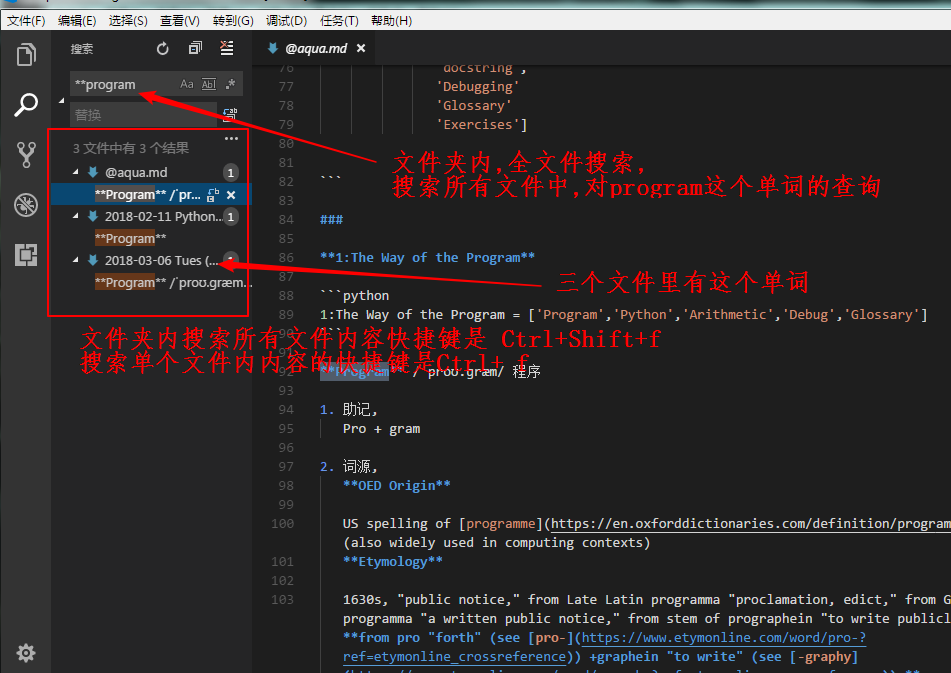 文件(F) 编辑(E) 选择(S) 查看(V) 转到(G) 调试(D) 任务(T) 帮助(H)
搜索
@aqua.md
**program
替换
3 文件中有 3 个结果
@aqua.md 1
**Program** /ˈpr...
2018-02-11 Python... 1
**Program**
2018-03-06 Tues (...
**Program** /ˈproʊ.græm...
文件夹内,全文件搜索,
搜索所有文件中,对program这个单词的查询
三个文件里有这个单词
文件夹内搜索所有文件内容快捷键是 Ctrl+Shift+f
搜索单个文件内内容的快捷键是Ctrl+ f
76 'docstring',
77 'Debugging'
78 'Glossary'
79 'Exercises']
80
81
82 ```
83
84 ###
85
86 **1:The Way of the Program**
87
88 ```python
89 1:The Way of the Program = ['Program','Python','Arithmetic','Debug','Glossary']
90 ```
91
92 **Program** /ˈproʊ.græm/ 程序
93
94 1. 助记,
95 Pro + gram
96
97 2. 词源,
98 **OED Origin**
99
100 US spelling of [programme](https://en.oxforddictionaries.com/definition/program
(also widely used in computing contexts)
101 **Etymology**
102
103 1630s, "public notice," from Late Latin programma "proclamation, edict," from G
programma "a written public notice," from stem of prographein "to write publicl
**from pro "forth" (see [pro-](https://www.etymonline.com/word/pro-?
ref=etymonline_crossreference)) +graphein "to write" (see [-graphy]